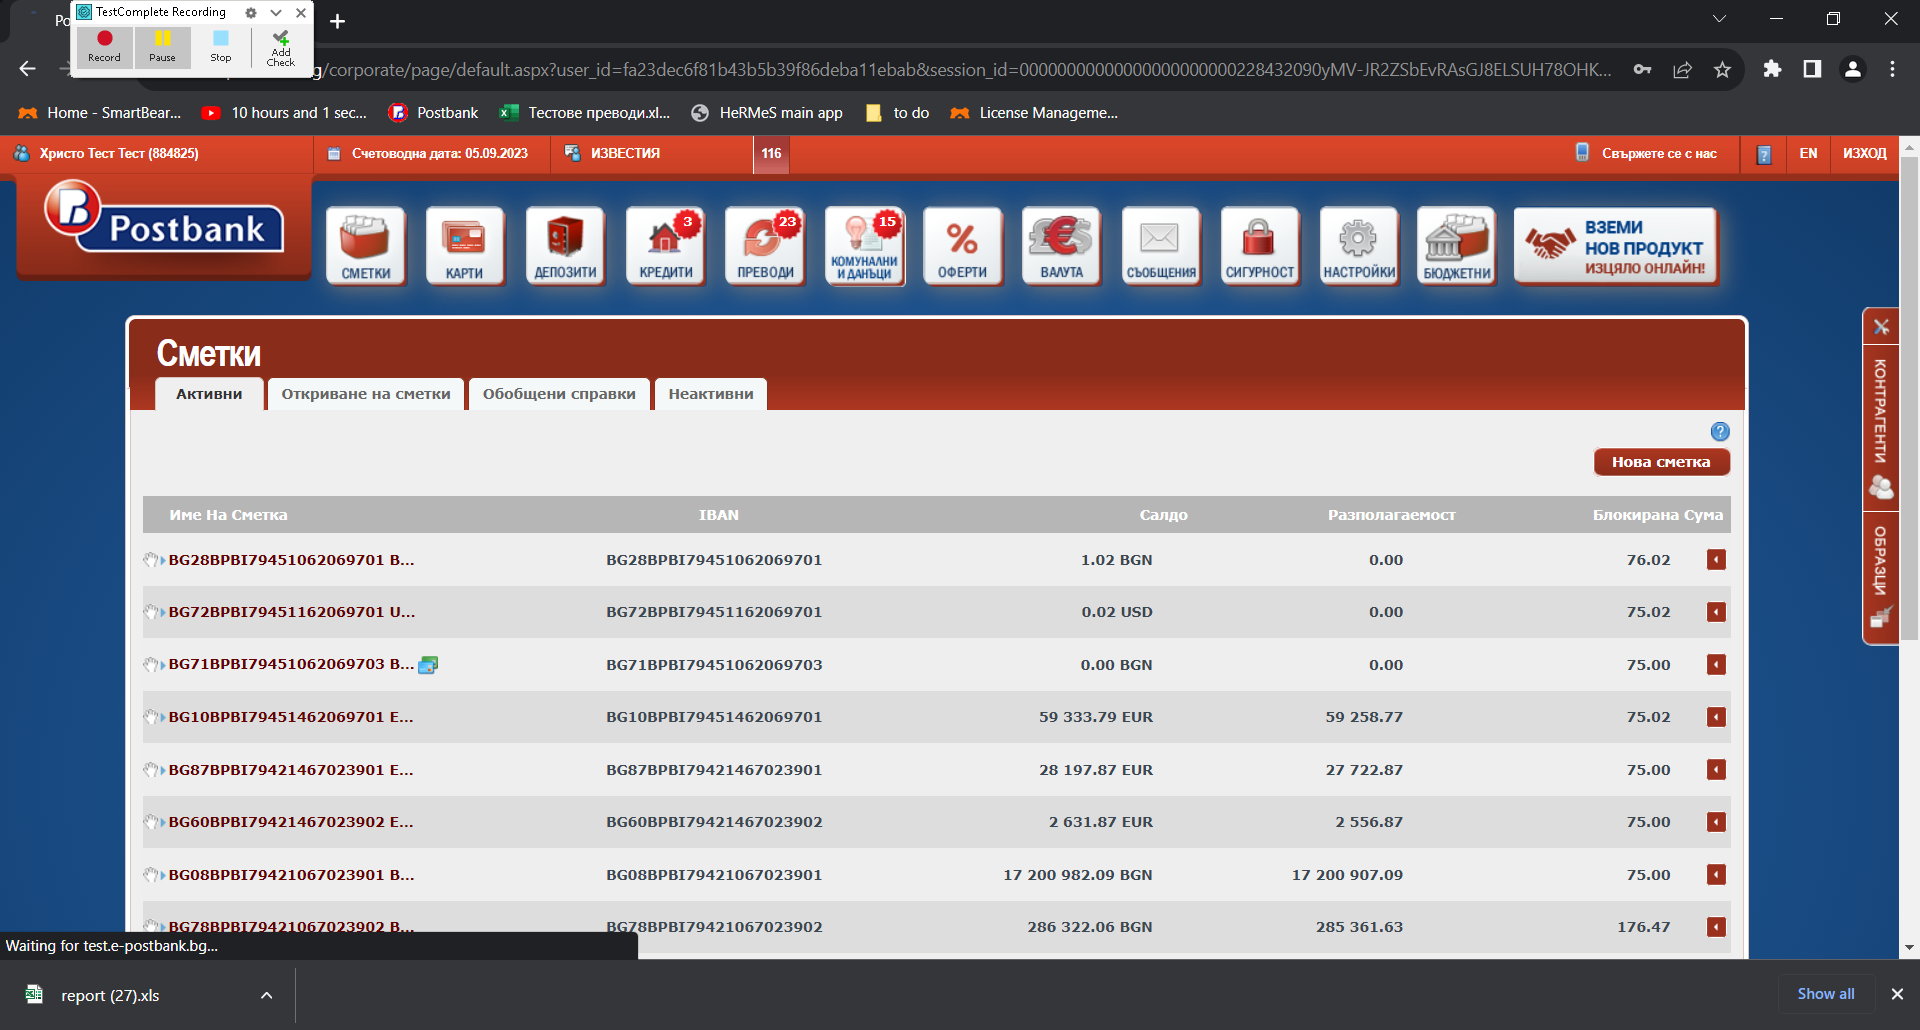 TestComplete Recording
Record
Pause
Stop
Add
Check
/corporate/page/default.aspx?user_id=fa23dec6f81b43b5b39f86deba11ebab&session_id=
Home - SmartBear...
10 hours and 1 sec...
Postbank
Тестове преводи.xl...
HeRMeS main app
to do
License Manageme...
Христо Тест Тест (884825)
Счетоводна дата: 05.09.2023
ИЗВЕСТИЯ
116
Свържете се с нас
EN
ИЗХОД
Postbank
СМЕТКИ
КАРТИ
ДЕПОЗИТИ
3
КРЕДИТИ
23
ПРЕВОДИ
15
КОМУНАЛНИ
И ДАНЪЦИ
ОФЕРТИ
ВАЛУТА
СЪОБЩЕНИЯ
СИГУРНОСТ
НАСТРОЙКИ
БЮДЖЕТНИ
ВЗЕМИ
НОВ ПРОДУКТ
ИЗЦЯЛО ОНЛАЙН!
Сметки
Активни
Откриване на сметки
Обобщени справки
Неактивни
Нова сметка
КОНТРАГЕНТИ
ОБРАЗЦИ
Име На Сметка IBAN Салдо Разполагаемост Блокирана Сума
BG28BPBI79451062069701 B... BG28BPBI79451062069701 1.02 BGN 0.00 76.02
BG72BPBI79451162069701 U... BG72BPBI79451162069701 0.02 USD 0.00 75.02
BG71BPBI79451062069703 B... BG71BPBI79451062069703 0.00 BGN 0.00 75.00
BG10BPBI79451462069701 E... BG10BPBI79451462069701 59 333.79 EUR 59 258.77 75.02
BG87BPBI79421467023901 E... BG87BPBI79421467023901 28 197.87 EUR 27 722.87 75.00
BG60BPBI79421467023902 E... BG60BPBI79421467023902 2 631.87 EUR 2 556.87 75.00
BG08BPBI79421067023901 B... BG08BPBI79421067023901 17 200 982.09 BGN 17 200 907.09 75.00
BG78BPBI79421067023902 B... BG78BPBI79421067023902 286 322.06 BGN 285 361.63 176.47
Waiting for test.e-postbank.bg...
report (27).xls
Show all